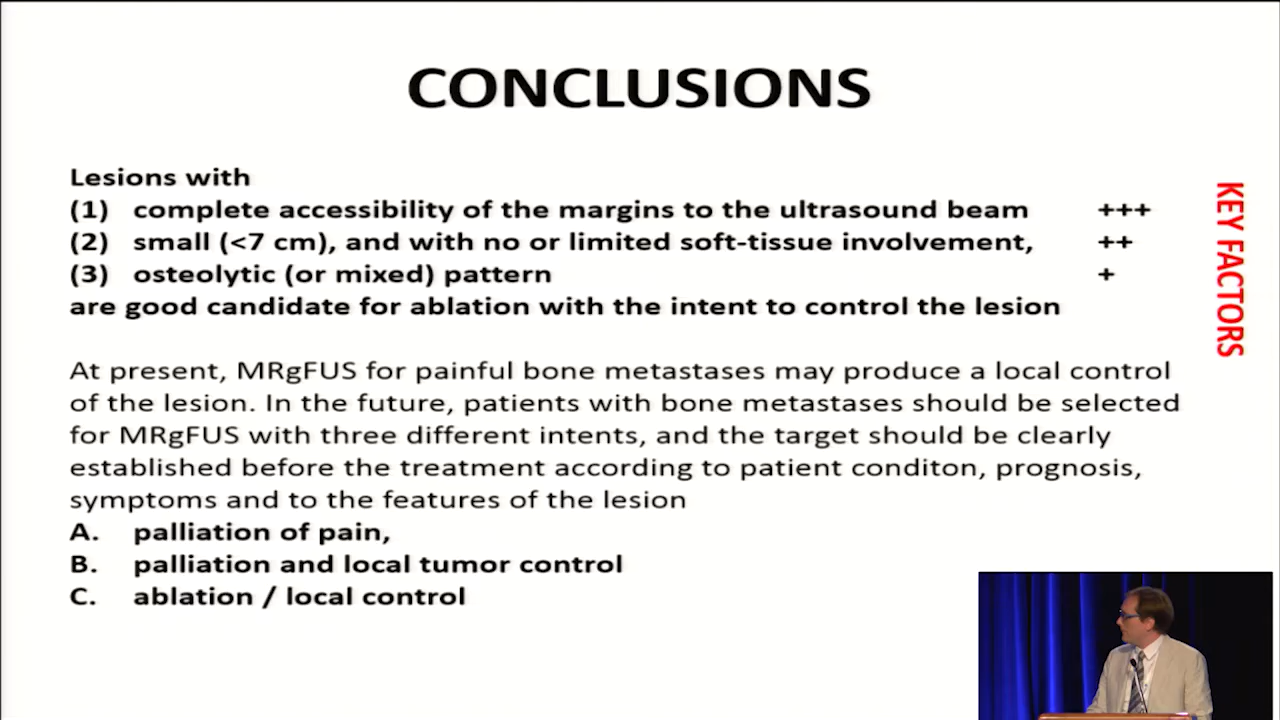 CONCLUSIONS
Lesions with
(1) complete accessibility of the margins to the ultrasound beam +++
(2) small (<7 cm), and with no or limited soft-tissue involvement, ++
(3) osteolytic (or mixed) pattern +
are good candidate for ablation with the intent to control the lesion
KEY FACTORS
At present, MRgFUS for painful bone metastases may produce a local control
of the lesion. In the future, patients with bone metastases should be selected
for MRgFUS with three different intents, and the target should be clearly
established before the treatment according to patient conditon, prognosis,
symptoms and to the features of the lesion
A. palliation of pain,
B. palliation and local tumor control
C. ablation / local control